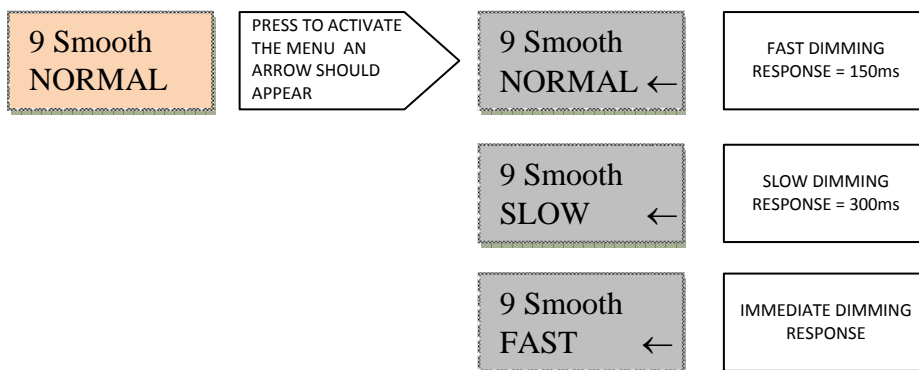 9 Smooth
NORMAL
PRESS TO ACTIVATE
THE MENU AN
ARROW SHOULD
APPEAR
9 Smooth
NORMAL ←
FAST DIMMING
RESPONSE = 150ms
9 Smooth
SLOW ←
SLOW DIMMING
RESPONSE = 300ms
9 Smooth
FAST ←
IMMEDIATE DIMMING
RESPONSE